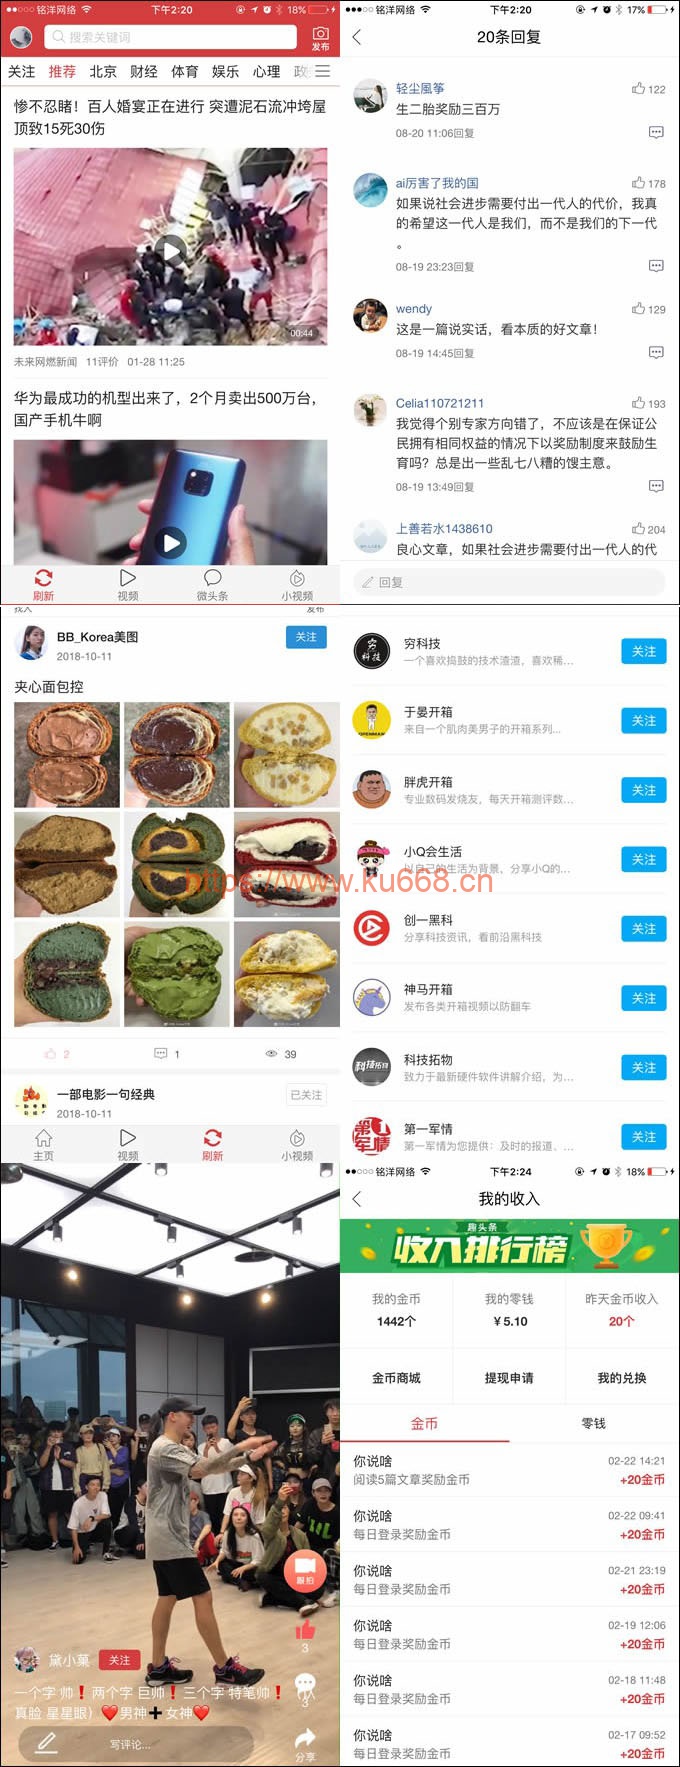 铭洋网络
下午2:20
18%
搜索关键词
发布
关注 推荐 北京 财经 体育 娱乐 心理
惨不忍睹！百人婚宴正在进行 突遭泥石流冲垮屋
顶致15死30伤
00:44
未来网燃新闻 11评价 01-28 11:25
华为最成功的机型出来了，2个月卖出500万台，
国产手机牛啊
刷新 视频 微头条 小视频
铭洋网络
下午2:20
17%
20条回复
轻尘風筝
122
生二胎奖励三百万
08-20 11:06回复
ai厉害了我的国
178
如果说社会进步需要付出一代人的代价，我真
的希望这一代人是我们，而不是我们的下一代
。
08-19 23:23回复
wendy
129
这是一篇说实话，看本质的好文章！
08-19 14:45回复
Celia110721211
193
我觉得个别专家方向错了，不应该是在保证公
民拥有相同权益的情况下以奖励制度来鼓励生
育吗？总是出一些乱七八糟的馊主意。
08-19 13:49回复
上善若水1438610
204
良心文章，如果社会进步需要付出一代人的代
回复
BB_Korea美图
关注
2018-10-11
夹心面包控
2
1
39
一部电影一句经典
已关注
2018-10-11
主页 视频 刷新 小视频
穷科技
一个喜欢捣鼓的技术渣渣，喜欢稀...
关注
于晏开箱
来自一个肌肉美男子的开箱系列...
关注
胖虎开箱
专业数码发烧友，每天开箱测评数...
关注
小Q会生活
以自己的生活为背景，分享小Q的...
关注
创一黑科
分享科技资讯，看前沿黑科技
关注
神马开箱
发布各类开箱视频以防翻车
关注
科技拓物
致力于最新硬件软件讲解介绍，为...
关注
第一军情
第一军情为您提供：及时的报道、...
关注
https://www.ku668.cn
跟拍
3
黛小菓
关注
3
一个字 帅❗两个字 巨帅❗三个字 特笔帅❗
真脸 星星眼）❤男神➕女神❤
写评论...
分享
铭洋网络
下午2:24
18%
我的收入
趣头条
收入排行榜
我的金币 我的零钱 昨天金币收入
1442个 ￥5.10 20个
金币商城 提现申请 我的兑换
金币 零钱
你说啥 02-22 14:21
阅读5篇文章奖励金币 +20金币
你说啥 02-22 09:41
每日登录奖励金币 +20金币
你说啥 02-21 23:19
每日登录奖励金币 +20金币
你说啥 02-19 12:06
每日登录奖励金币 +20金币
你说啥 02-18 11:48
每日登录奖励金币 +20金币
你说啥 02-17 09:52
每日登录奖励金币 +20金币